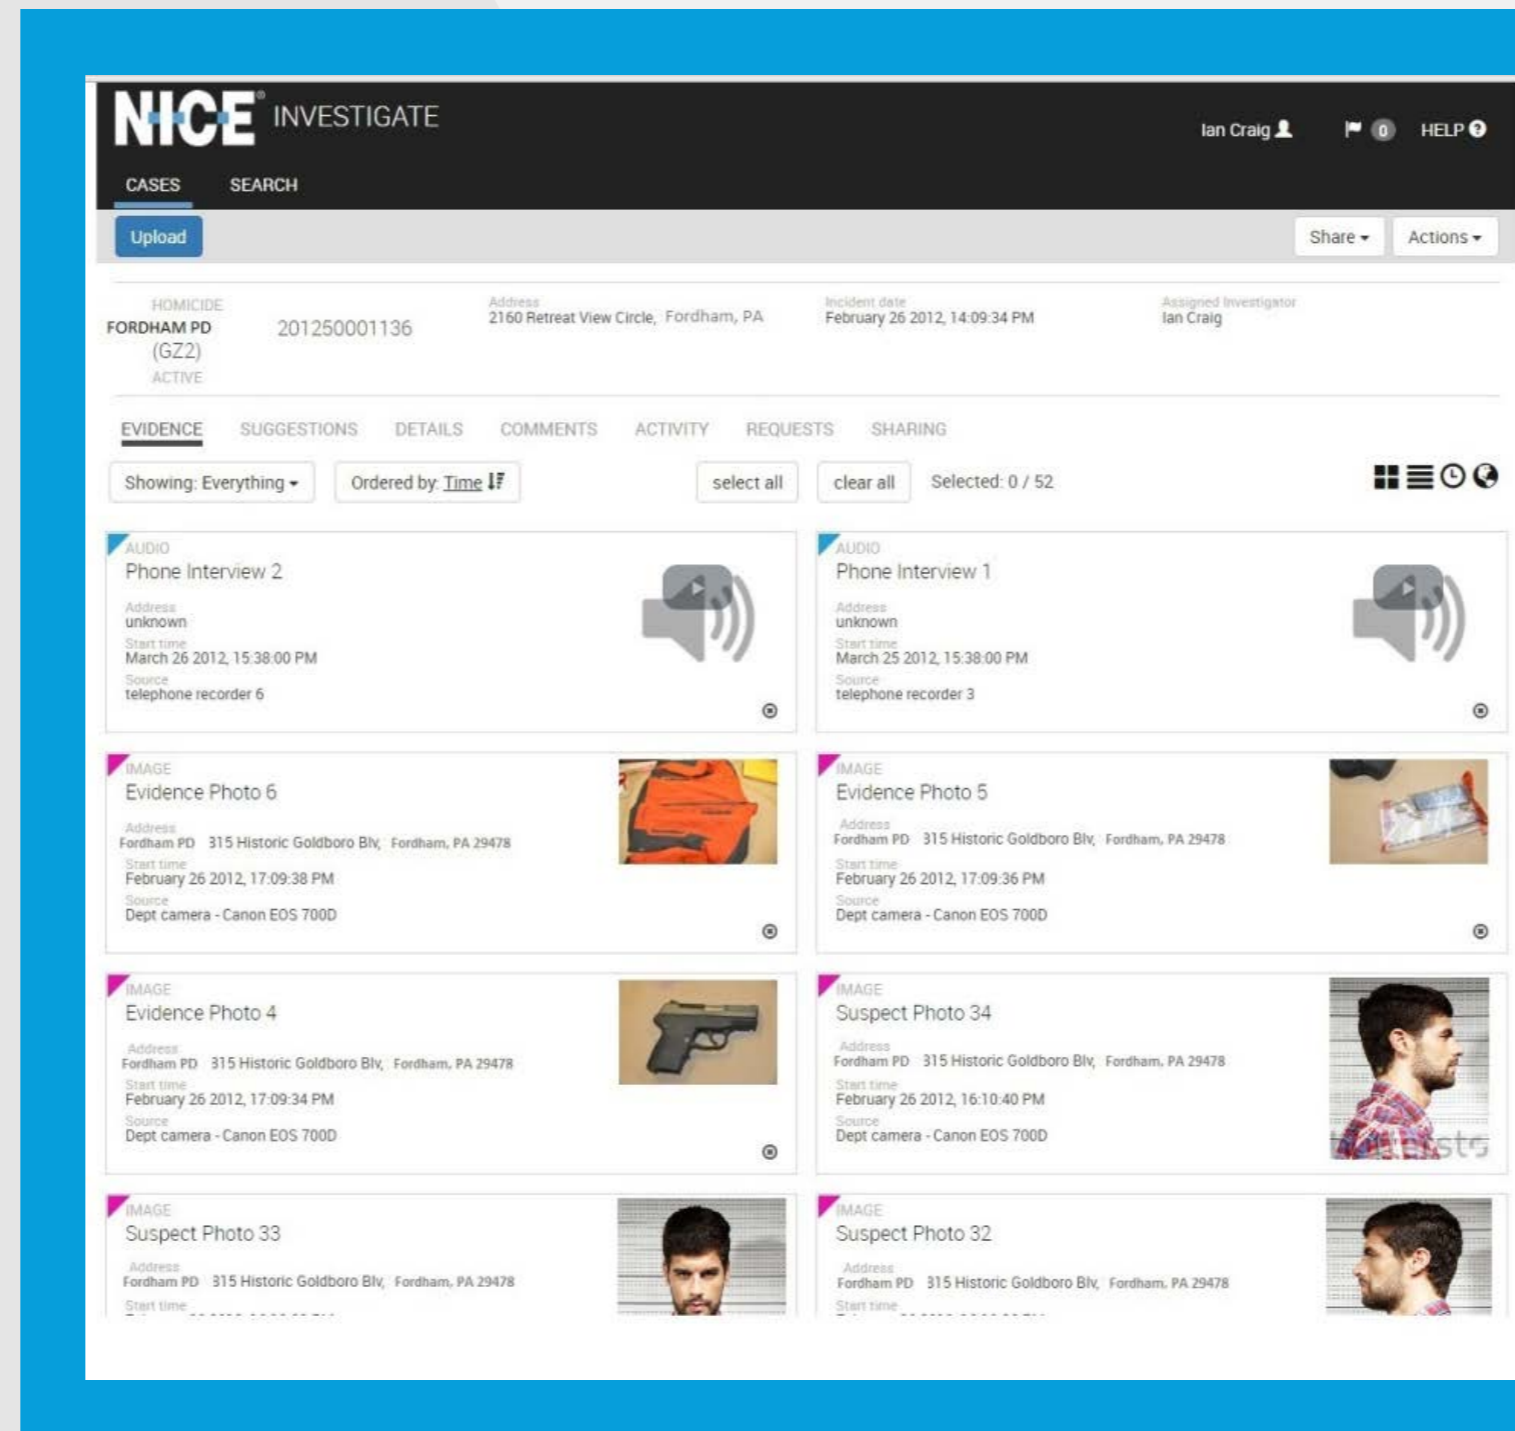 NICE® INVESTIGATE
Ian Craig 0 HELP
CASES SEARCH
Upload Share Actions
HOMICIDE
FORDHAM PD
(GZ2)
ACTIVE
201250001136
Address
2160 Retreat View Circle, Fordham, PA
Incident date
February 26 2012, 14:09:34 PM
Assigned Investigator
Ian Craig
EVIDENCE SUGGESTIONS DETAILS COMMENTS ACTIVITY REQUESTS SHARING
Showing: Everything Ordered by: Time select all clear all Selected: 0 / 52
AUDIO
Phone Interview 2
Address
unknown
Start time
March 26 2012, 15:38:00 PM
Source
telephone recorder 6
AUDIO
Phone Interview 1
Address
unknown
Start time
March 25 2012, 15:38:00 PM
Source
telephone recorder 3
IMAGE
Evidence Photo 6
Address
Fordham PD 315 Historic Goldboro Blv, Fordham, PA 29478
Start time
February 26 2012, 17:09:38 PM
Source
Dept camera - Canon EOS 700D
IMAGE
Evidence Photo 5
Address
Fordham PD 315 Historic Goldboro Blv, Fordham, PA 29478
Start time
February 26 2012, 17:09:36 PM
Source
Dept camera - Canon EOS 700D
IMAGE
Evidence Photo 4
Address
Fordham PD 315 Historic Goldboro Blv, Fordham, PA 29478
Start time
February 26 2012, 17:09:34 PM
Source
Dept camera - Canon EOS 700D
IMAGE
Suspect Photo 34
Address
Fordham PD 315 Historic Goldboro Blv, Fordham, PA 29478
Start time
February 26 2012, 16:10:40 PM
Source
Dept camera - Canon EOS 700D
IMAGE
Suspect Photo 33
Address
Fordham PD 315 Historic Goldboro Blv, Fordham, PA 29478
Start time
IMAGE
Suspect Photo 32
Address
Fordham PD 315 Historic Goldboro Blv, Fordham, PA 29478
Start time